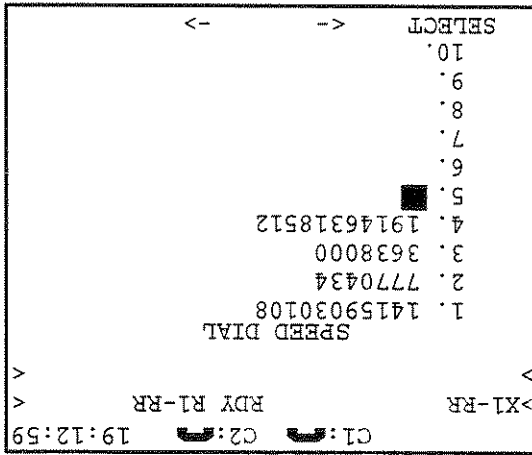 C1: C2: 19:12:59
>X1-RR RDY R1-RR <
> <
SPEED DIAL
1. 14159030108
2. 7770434
3. 3638000
4. 19146318512
5.
6.
7.
8.
9.
10.
SELECT <- ->